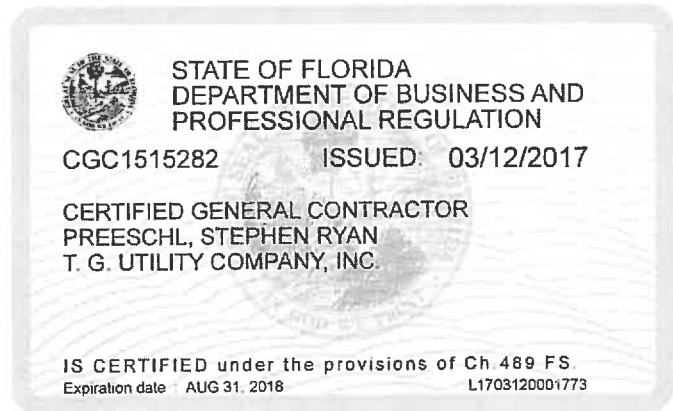 STATE OF FLORIDA
DEPARTMENT OF BUSINESS AND
PROFESSIONAL REGULATION
CGC1515282 ISSUED: 03/12/2017
CERTIFIED GENERAL CONTRACTOR
PREESCHL, STEPHEN RYAN
T. G. UTILITY COMPANY, INC.
IS CERTIFIED under the provisions of Ch.489 FS.
Expiration date : AUG 31, 2018 L1703120001773